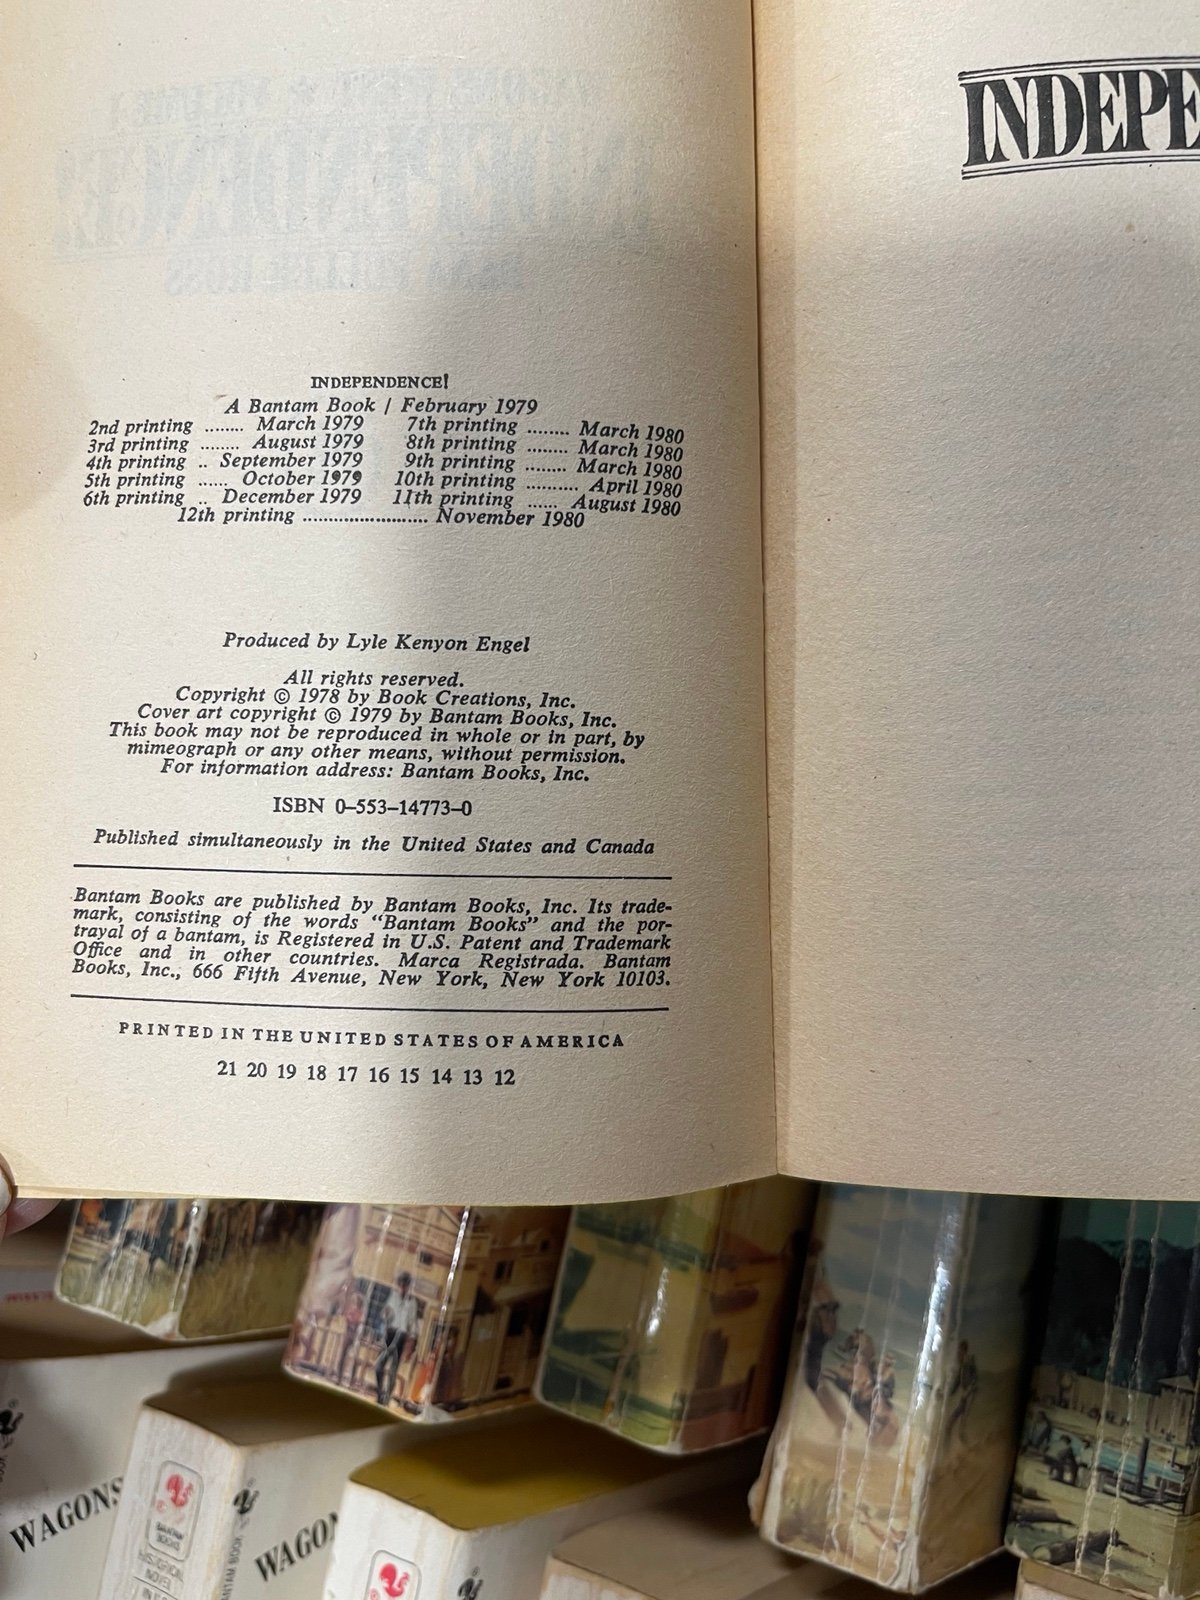 INDEPE
INDEPENDENCE!
A Bantam Book / February 1979
2nd printing ........ March 1979 7th printing ........ March 1980
3rd printing ........ August 1979 8th printing ........ March 1980
4th printing .. September 1979 9th printing ........ March 1980
5th printing ...... October 1979 10th printing .......... April 1980
6th printing .. December 1979 11th printing ...... August 1980
12th printing ......................... November 1980
Produced by Lyle Kenyon Engel
All rights reserved.
Copyright © 1978 by Book Creations, Inc.
Cover art copyright © 1979 by Bantam Books, Inc.
This book may not be reproduced in whole or in part, by
mimeograph or any other means, without permission.
For information address: Bantam Books, Inc.
ISBN 0–553–14773–0
Published simultaneously in the United States and Canada
Bantam Books are published by Bantam Books, Inc. Its trade-
mark, consisting of the words “Bantam Books” and the por-
trayal of a bantam, is Registered in U.S. Patent and Trademark
Office and in other countries. Marca Registrada. Bantam
Books, Inc., 666 Fifth Avenue, New York, New York 10103.
PRINTED IN THE UNITED STATES OF AMERICA
21 20 19 18 17 16 15 14 13 12
WAGONS
BANTAM
BOOKS
WAGON